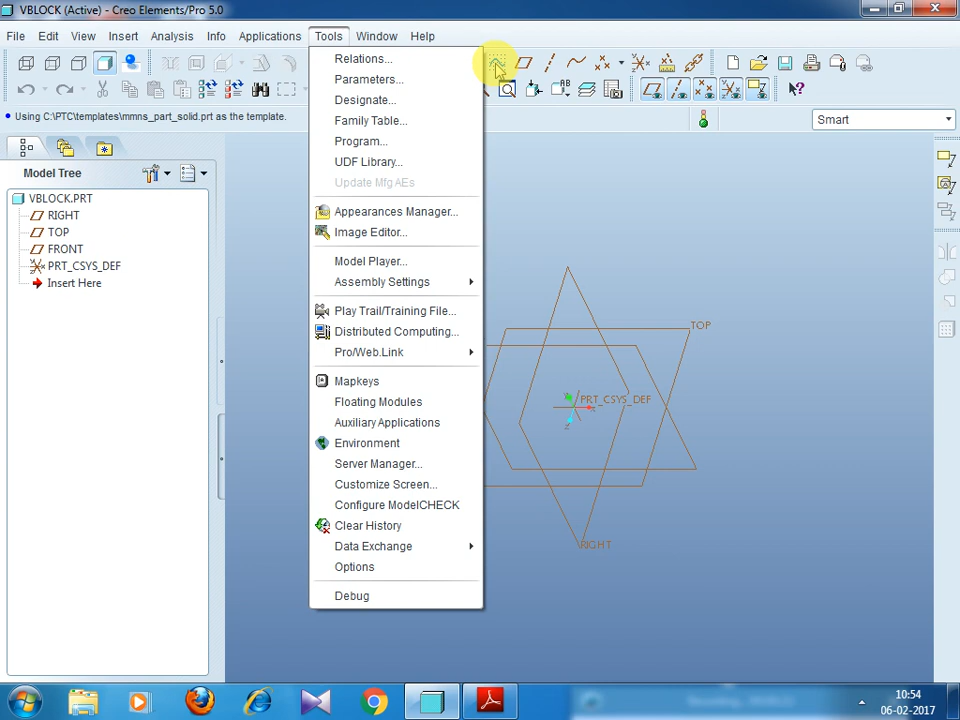 VBLOCK (Active) - Creo Elements/Pro 5.0
File Edit View Insert Analysis Info Applications Tools Window Help
Using C:\PTC\templates\mmns_part_solid.prt as the template.
Smart
Model Tree
VBLOCK.PRT
RIGHT
TOP
FRONT
PRT_CSYS_DEF
Insert Here
Relations...
Parameters...
Designate...
Family Table...
Program...
UDF Library...
Update Mfg AEs
Appearances Manager...
Image Editor...
Model Player...
Assembly Settings
Play Trail/Training File...
Distributed Computing...
Pro/Web.Link
Mapkeys
Floating Modules
Auxiliary Applications
Environment
Server Manager...
Customize Screen...
Configure ModelCHECK
Clear History
Data Exchange
Options
Debug
TOP
PRT_CSYS_DEF
RIGHT
10:54
06-02-2017